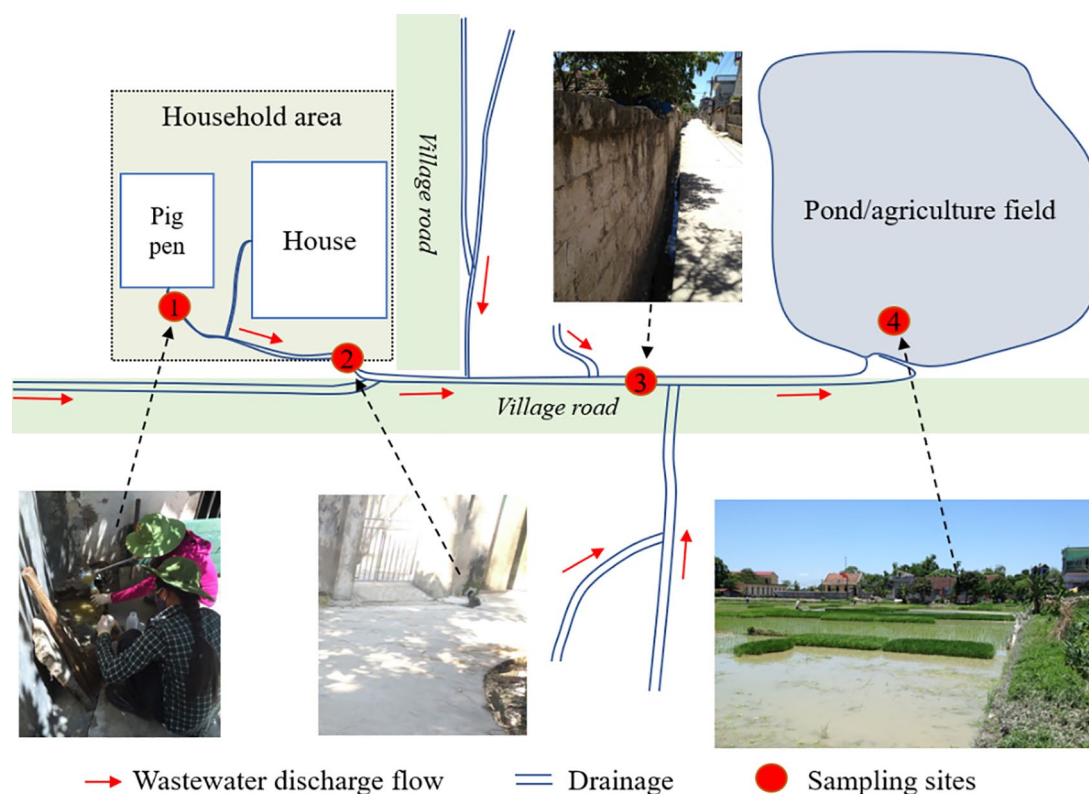 Household area
Pig
pen
House
Village road
Pond/agriculture field
1
2
3
4
Village road
Wastewater discharge flow
Drainage
Sampling sites